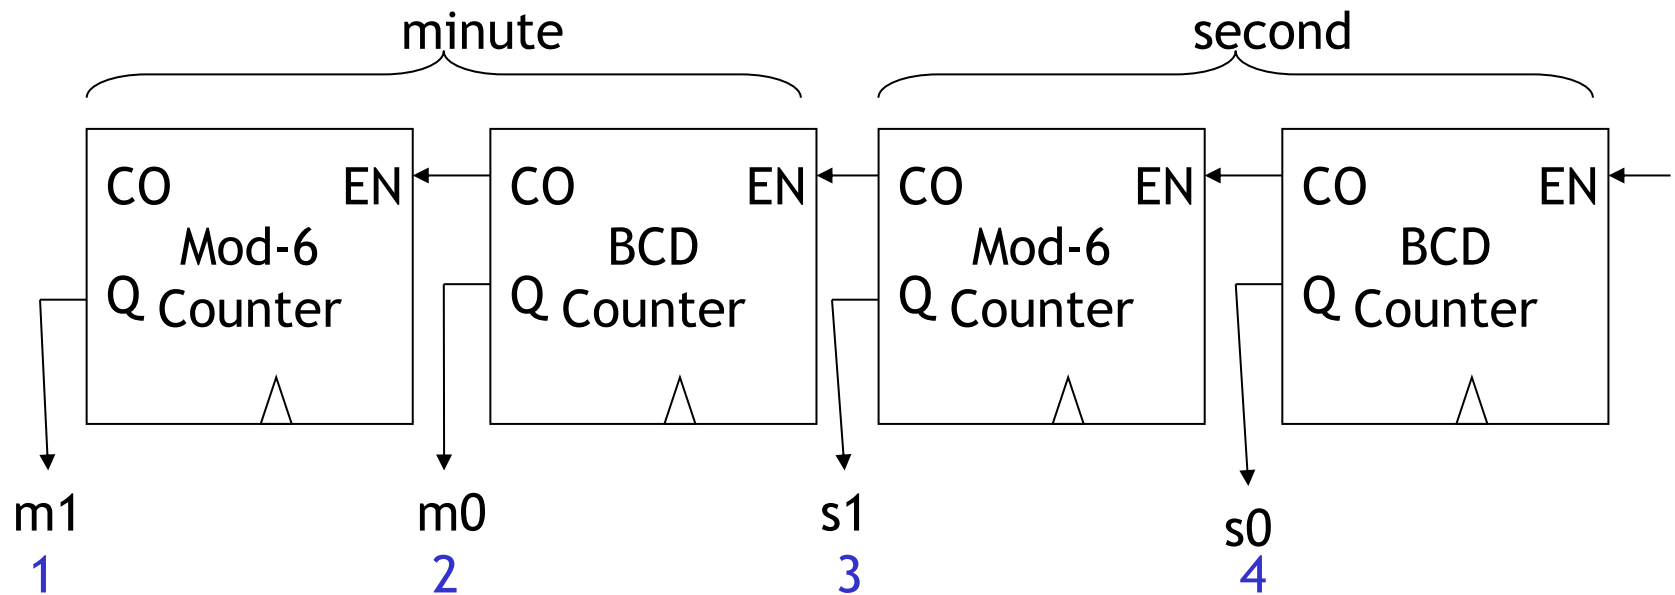 minute second
CO EN CO EN CO EN CO EN
Mod-6 BCD Mod-6 BCD
Q Counter Q Counter Q Counter Q Counter
m1 m0 s1 s0
1 2 3 4